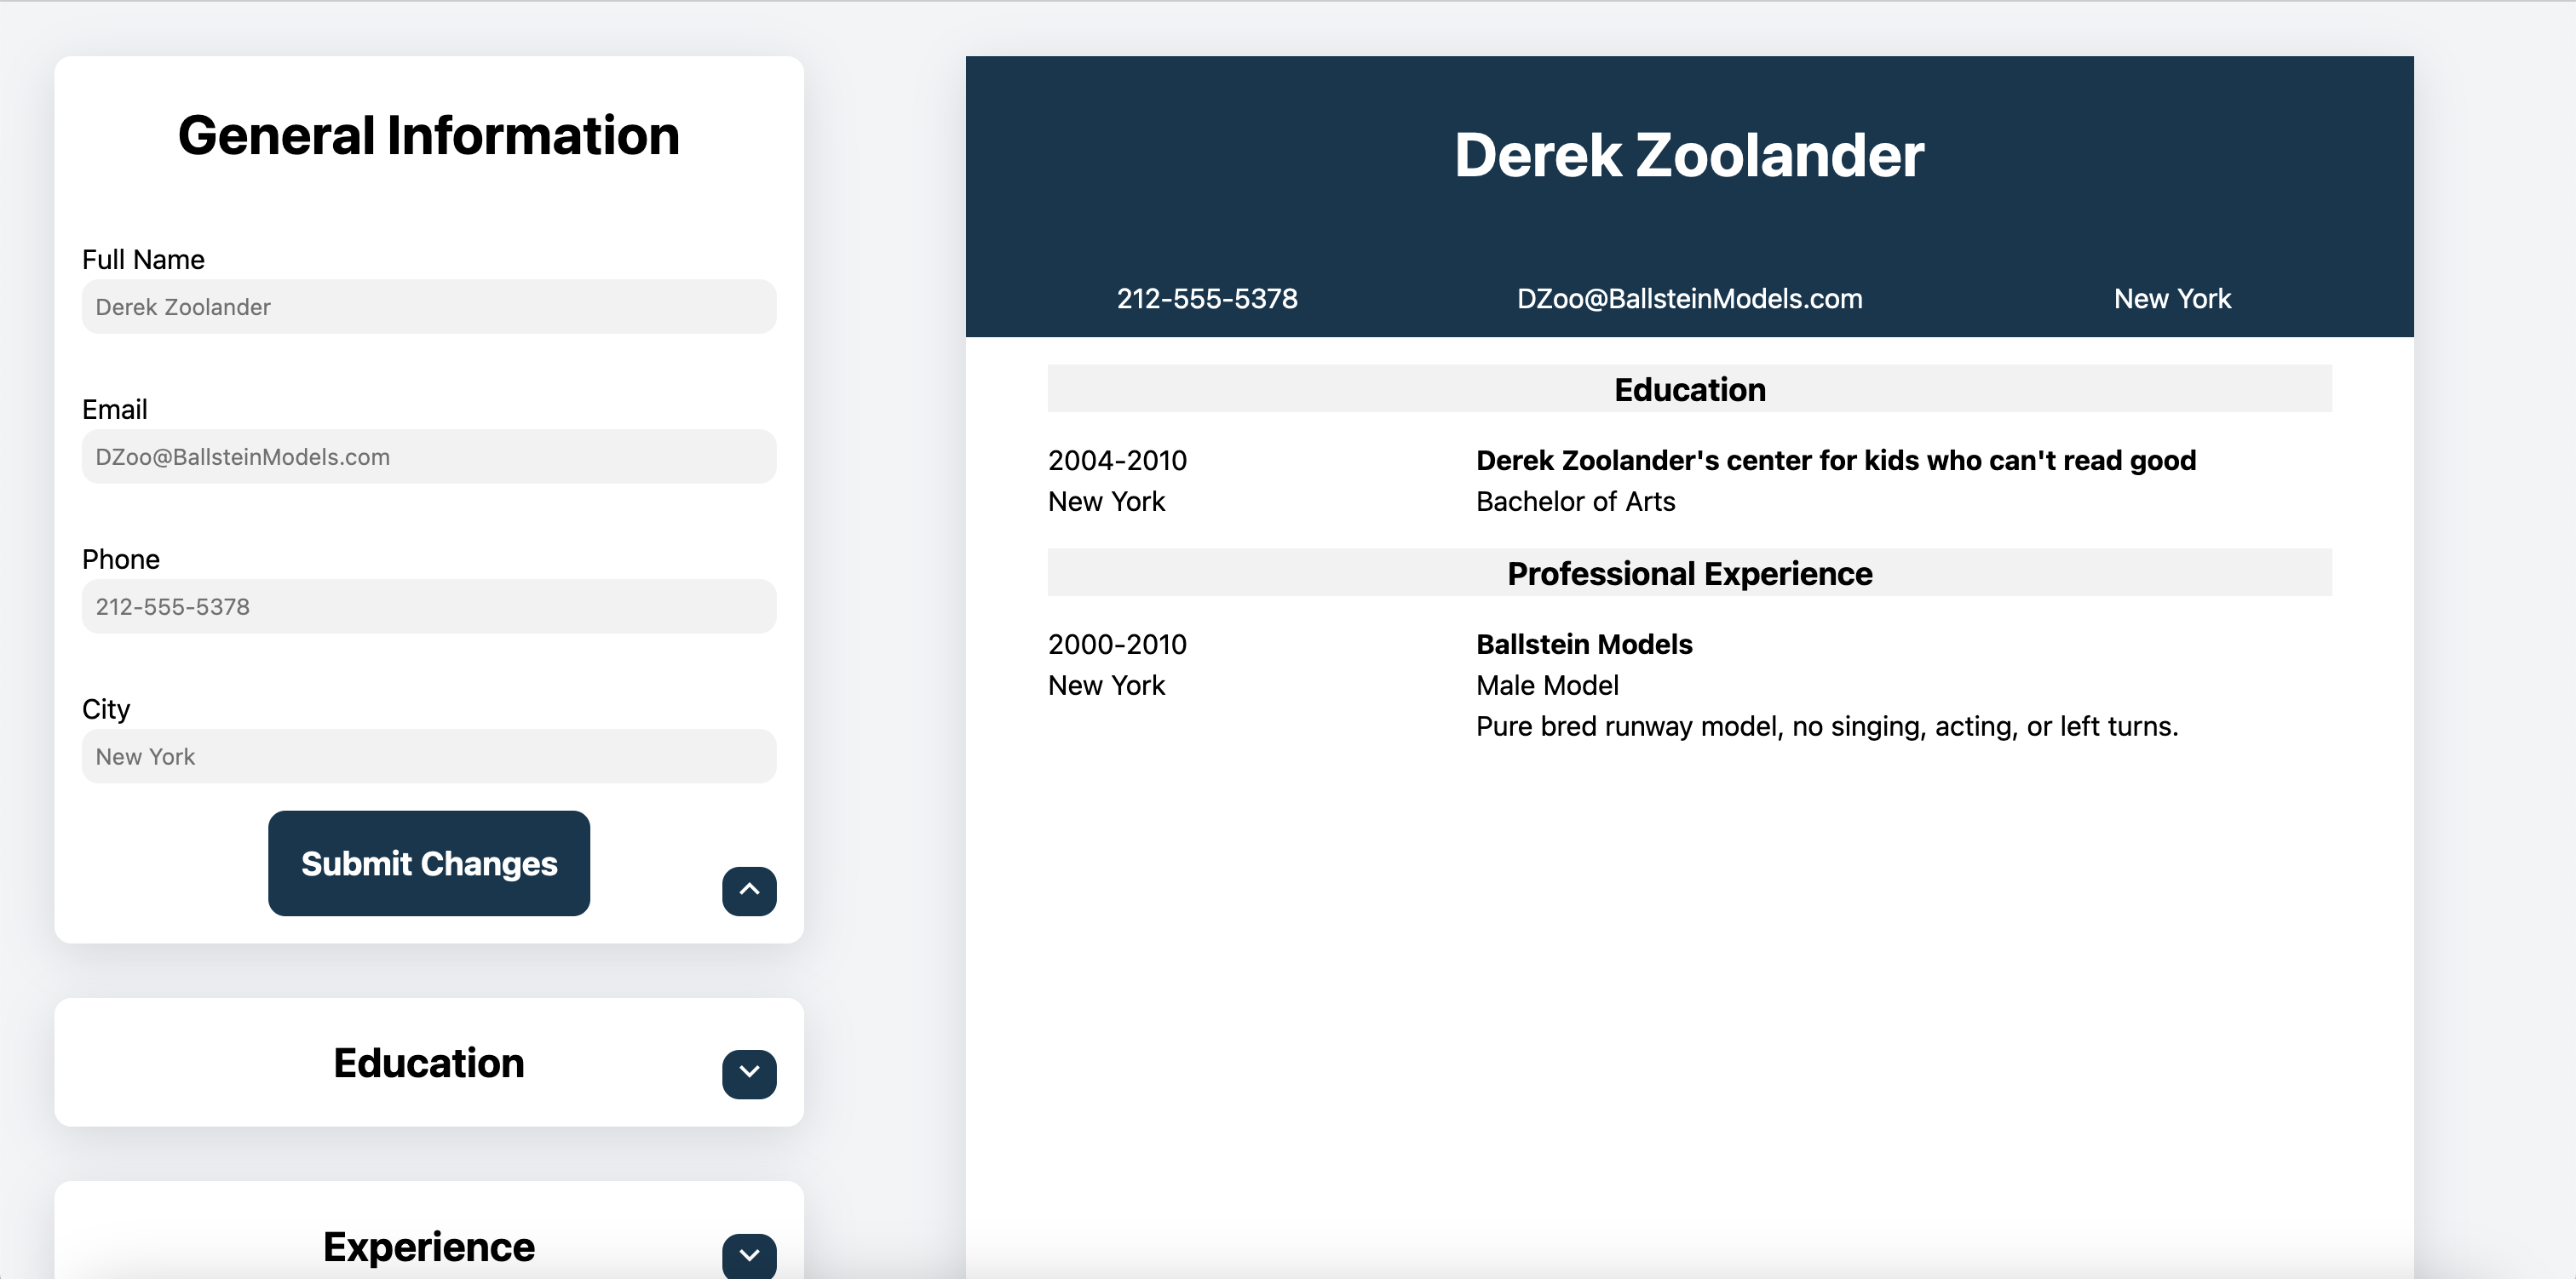 General Information
Full Name
Derek Zoolander
Email
DZoo@BallsteinModels.com
Phone
212-555-5378
City
New York
Submit Changes
Education
Experience
Derek Zoolander
212-555-5378 DZoo@BallsteinModels.com New York
Education
2004-2010 Derek Zoolander's center for kids who can't read good
New York Bachelor of Arts
Professional Experience
2000-2010 Ballstein Models
New York Male Model
Pure bred runway model, no singing, acting, or left turns.